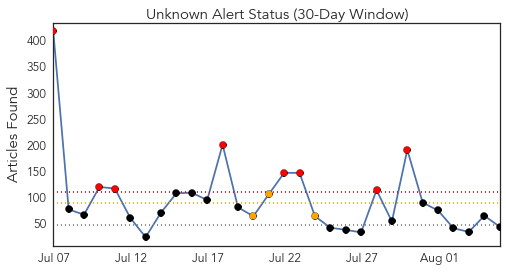 Unknown Alert Status (30-Day Window)
Articles Found
400
350
300
250
200
150
100
50
Jul 07
Jul 12
Jul 17
Jul 22
Jul 27
Aug 01